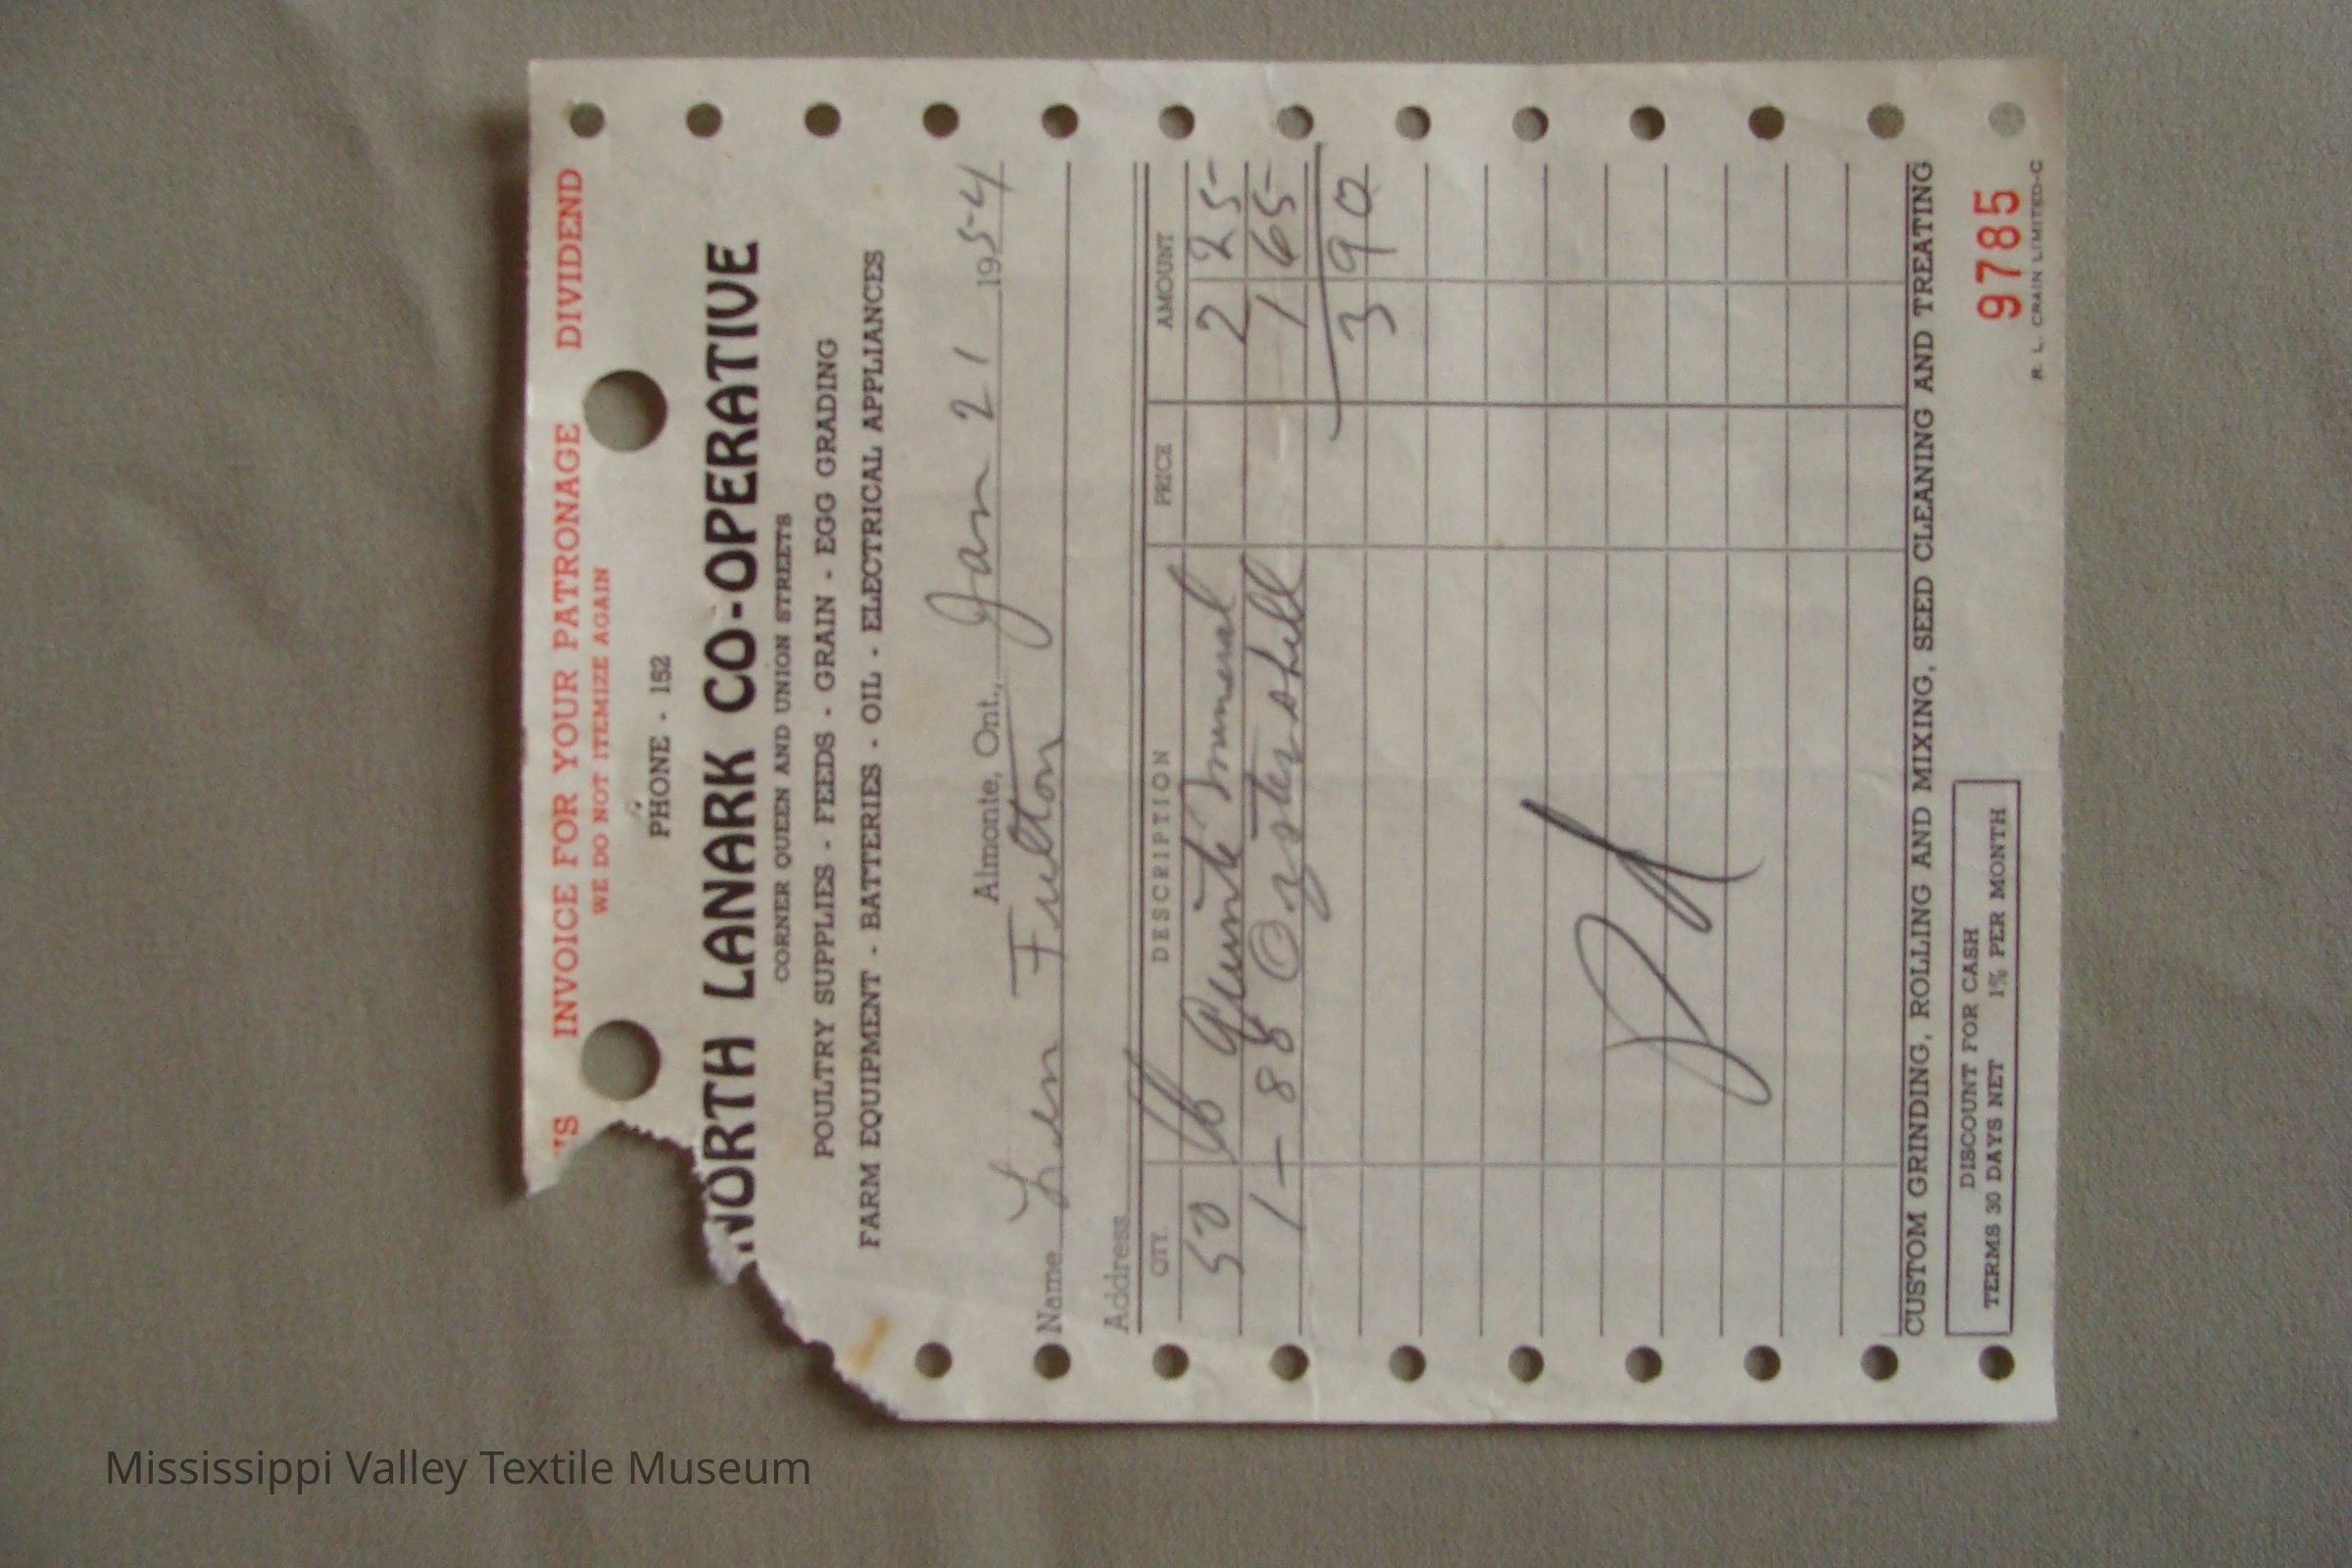 'S INVOICE FOR YOUR PATRONAGE DIVIDEND
WE DO NOT ITEMIZE AGAIN
PHONE - 152
NORTH LANARK CO-OPERATIVE
CORNER QUEEN AND UNION STREETS
POULTRY SUPPLIES - FEEDS - GRAIN - EGG GRADING
FARM EQUIPMENT - BATTERIES - OIL - ELECTRICAL APPLIANCES
Almonte, Ont., Jan 21 1954
Name Len Fulton
Address
QTY. DESCRIPTION PRICE AMOUNT
50 lb Quinte mineral 2 25
1 - 88 Oyster shell 1 65
3 90
CUSTOM GRINDING, ROLLING AND MIXING, SEED CLEANING AND TREATING
DISCOUNT FOR CASH
TERMS 30 DAYS NET 1% PER MONTH
9785
R. L. CRAIN LIMITED-C
Mississippi Valley Textile Museum